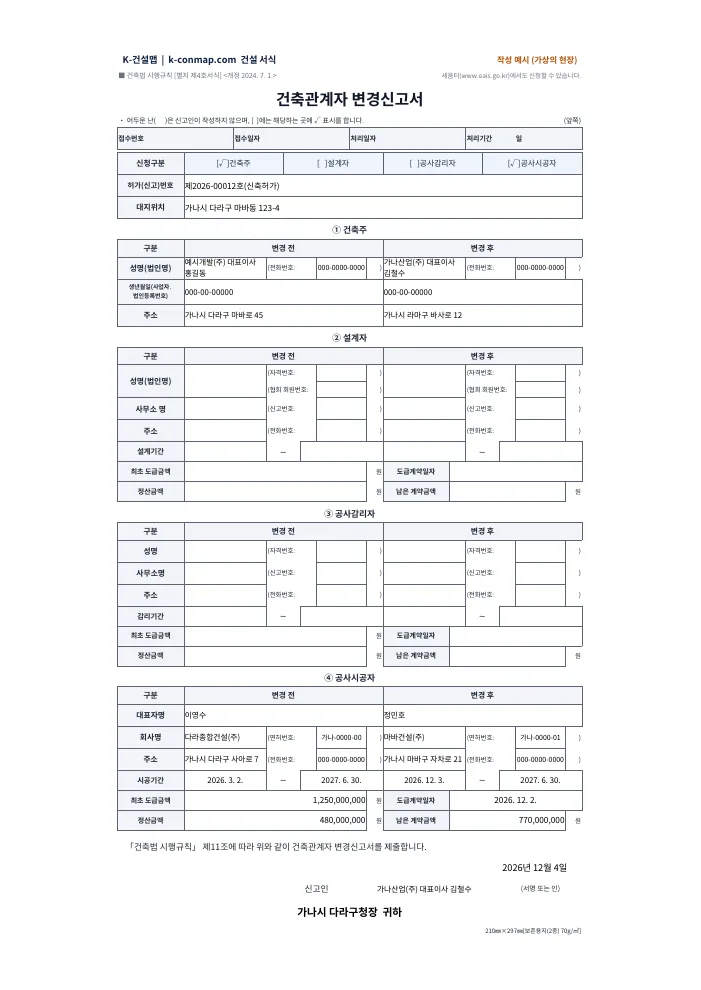 K-건설맵 | k-conmap.com 건설 서식
작성 예시 (가상의 현장)
■ 건축법 시행규칙 [별지 제4호서식] <개정 2024. 7. 1.>
세움터(www.eais.go.kr)에서도 신청할 수 있습니다.
건축관계자 변경신고서
· 어두운 난( )은 신고인이 작성하지 않으며, [ ]에는 해당하는 곳에 √ 표시를 합니다.
(앞쪽)
접수번호 접수일자 처리일자 처리기간 일
신청구분 [√]건축주 [ ]설계자 [ ]공사감리자 [√]공사시공자
허가(신고)번호 제2026-00012호(신축허가)
대지위치 가나시 다라구 마바동 123-4
① 건축주
구분 변경 전 변경 후
성명(법인명) 예시개발(주) 대표이사 홍길동 (전화번호: 000-0000-0000 ) 가나산업(주) 대표이사 김철수 (전화번호: 000-0000-0000 )
생년월일(사업자.법인등록번호) 000-00-00000 000-00-00000
주소 가나시 다라구 마바로 45 가나시 라마구 바사로 12
② 설계자
구분 변경 전 변경 후
성명(법인명) (자격번호: ) (자격번호: )
(협회 회원번호: ) (협회 회원번호: )
사무소 명 (신고번호: ) (신고번호: )
주소 (전화번호: ) (전화번호: )
설계기간 – –
최초 도급금액 원 도급계약일자
정산금액 원 남은 계약금액 원
③ 공사감리자
구분 변경 전 변경 후
성명 (자격번호: ) (자격번호: )
사무소명 (신고번호: ) (신고번호: )
주소 (전화번호: ) (전화번호: )
감리기간 – –
최초 도급금액 원 도급계약일자
정산금액 원 남은 계약금액 원
④ 공사시공자
구분 변경 전 변경 후
대표자명 이영수 정민호
회사명 다라종합건설(주) (면허번호: 가나-0000-00 ) 마바건설(주) (면허번호: 가나-0000-01 )
주소 가나시 다라구 사아로 7 (전화번호: 000-0000-0000 ) 가나시 마바구 자차로 21 (전화번호: 000-0000-0000 )
시공기간 2026. 3. 2. – 2027. 6. 30. 2026. 12. 3. – 2027. 6. 30.
최초 도급금액 1,250,000,000 원 도급계약일자 2026. 12. 2.
정산금액 480,000,000 원 남은 계약금액 770,000,000 원
「건축법 시행규칙」 제11조에 따라 위와 같이 건축관계자 변경신고서를 제출합니다.
2026년 12월 4일
신고인 가나산업(주) 대표이사 김철수 (서명 또는 인)
가나시 다라구청장 귀하
210㎜×297㎜[보존용지(2종) 70g/㎡]